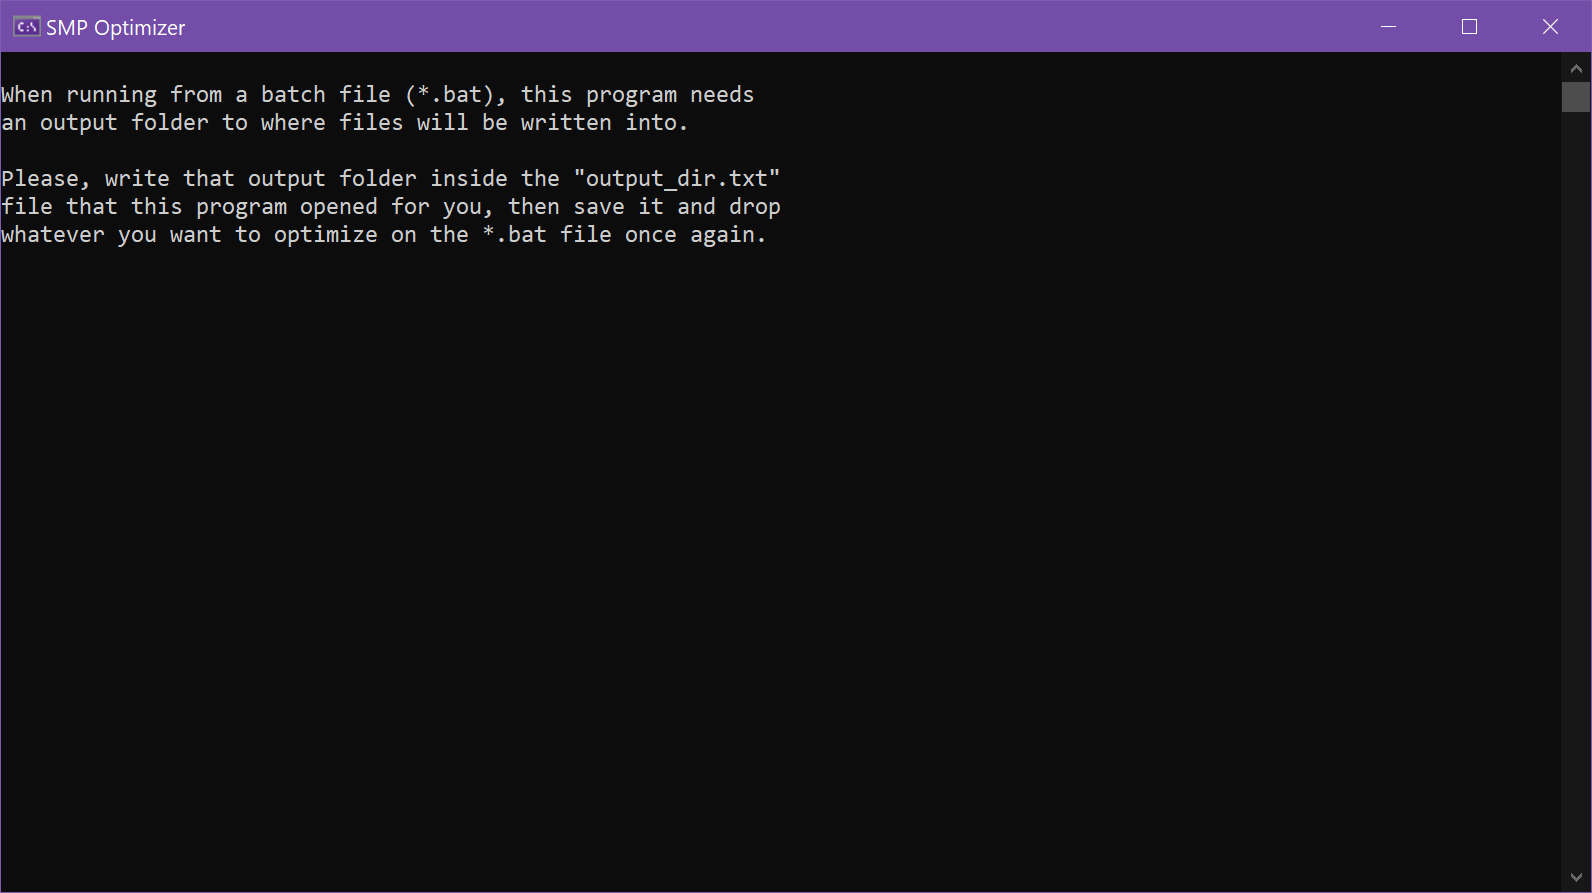 SMP Optimizer
When running from a batch file (*.bat), this program needs
an output folder to where files will be written into.
Please, write that output folder inside the "output_dir.txt"
file that this program opened for you, then save it and drop
whatever you want to optimize on the *.bat file once again.